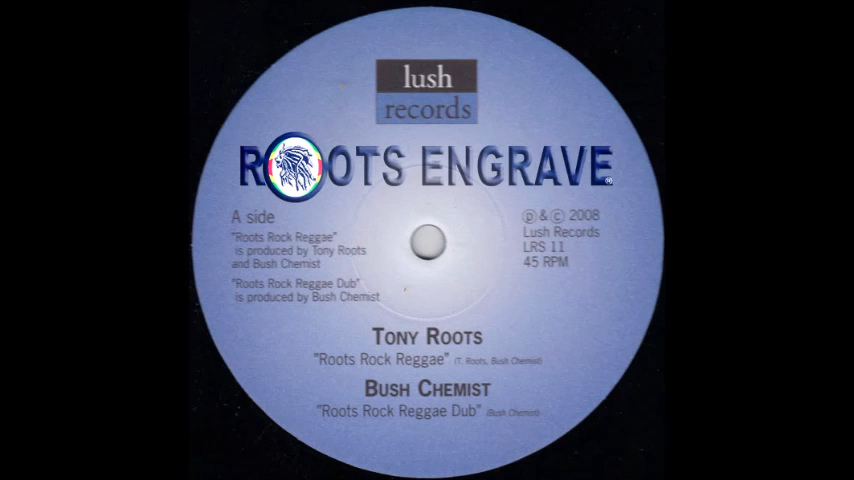 lush
records
ROOTS ENGRAVE
A side
"Roots Rock Reggae"
is produced by Tony Roots
and Bush Chemist
"Roots Rock Reggae Dub"
is produced by Bush Chemist
℗ & © 2008
Lush Records
LRS 11
45 RPM
TONY ROOTS
"Roots Rock Reggae" (T. Roots, Bush Chemist)
BUSH CHEMIST
"Roots Rock Reggae Dub" (Bush Chemist)